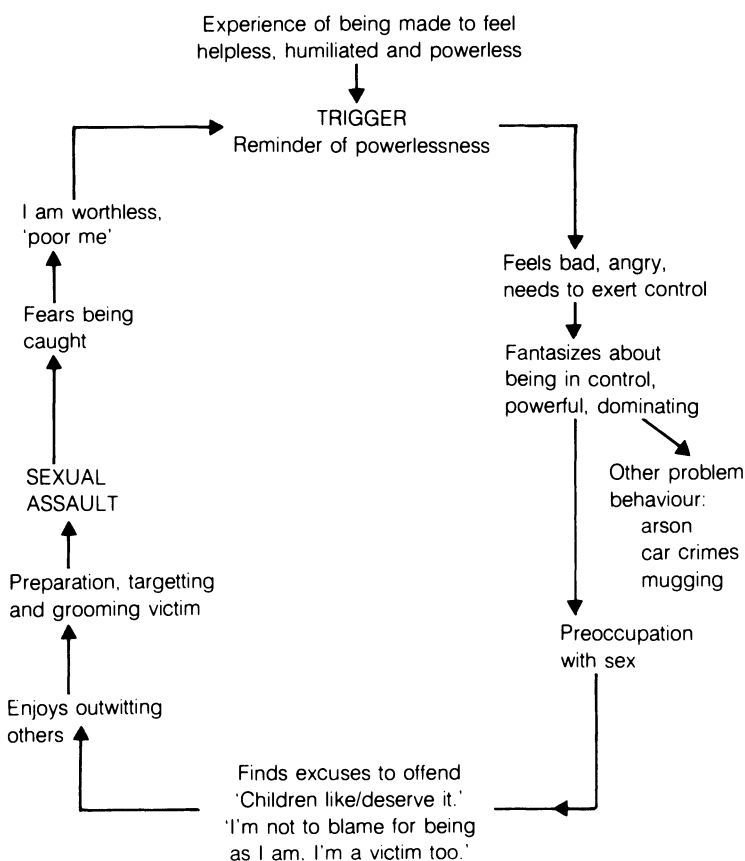 Experience of being made to feel
helpless, humiliated and powerless
TRIGGER
Reminder of powerlessness
Feels bad, angry,
needs to exert control
Fantasizes about
being in control,
powerful, dominating
Other problem
behaviour:
arson
car crimes
mugging
Preoccupation
with sex
Finds excuses to offend
'Children like/deserve it.'
'I'm not to blame for being
as I am, I'm a victim too.'
Enjoys outwitting
others
Preparation, targetting
and grooming victim
SEXUAL
ASSAULT
Fears being
caught
I am worthless,
'poor me'